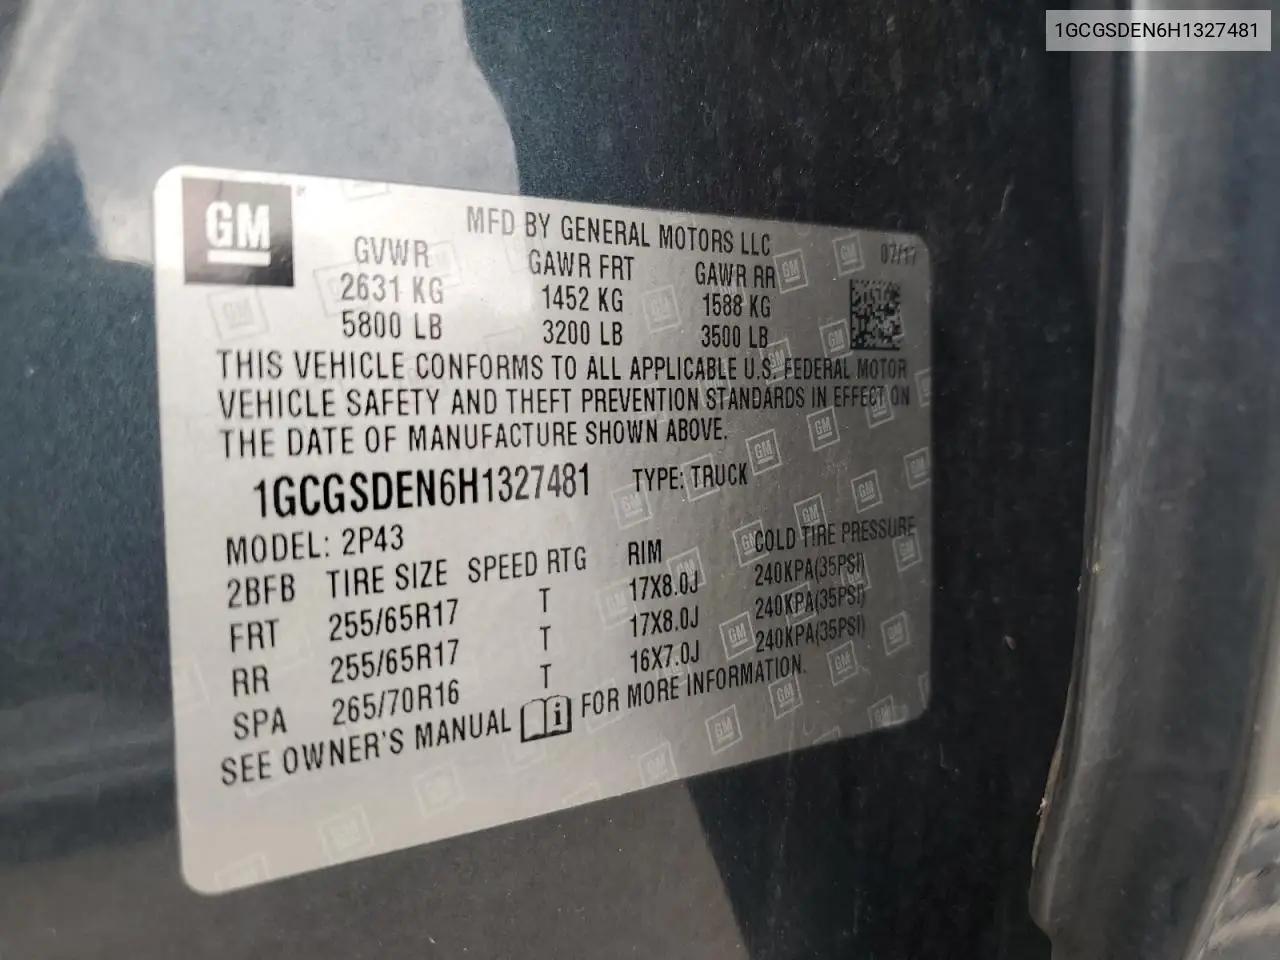 1GCGSDEN6H1327481
GM
MFD BY GENERAL MOTORS LLC 07/17
GVWR GAWR FRT GAWR RR
2631 KG 1452 KG 1588 KG
5800 LB 3200 LB 3500 LB
THIS VEHICLE CONFORMS TO ALL APPLICABLE U.S. FEDERAL MOTOR
VEHICLE SAFETY AND THEFT PREVENTION STANDARDS IN EFFECT ON
THE DATE OF MANUFACTURE SHOWN ABOVE.
1GCGSDEN6H1327481 TYPE: TRUCK
MODEL: 2P43
2BFB TIRE SIZE SPEED RTG RIM COLD TIRE PRESSURE
FRT 255/65R17 T 17X8.0J 240KPA(35PSI)
RR 255/65R17 T 17X8.0J 240KPA(35PSI)
SPA 265/70R16 T 16X7.0J 240KPA(35PSI)
SEE OWNER'S MANUAL i FOR MORE INFORMATION.